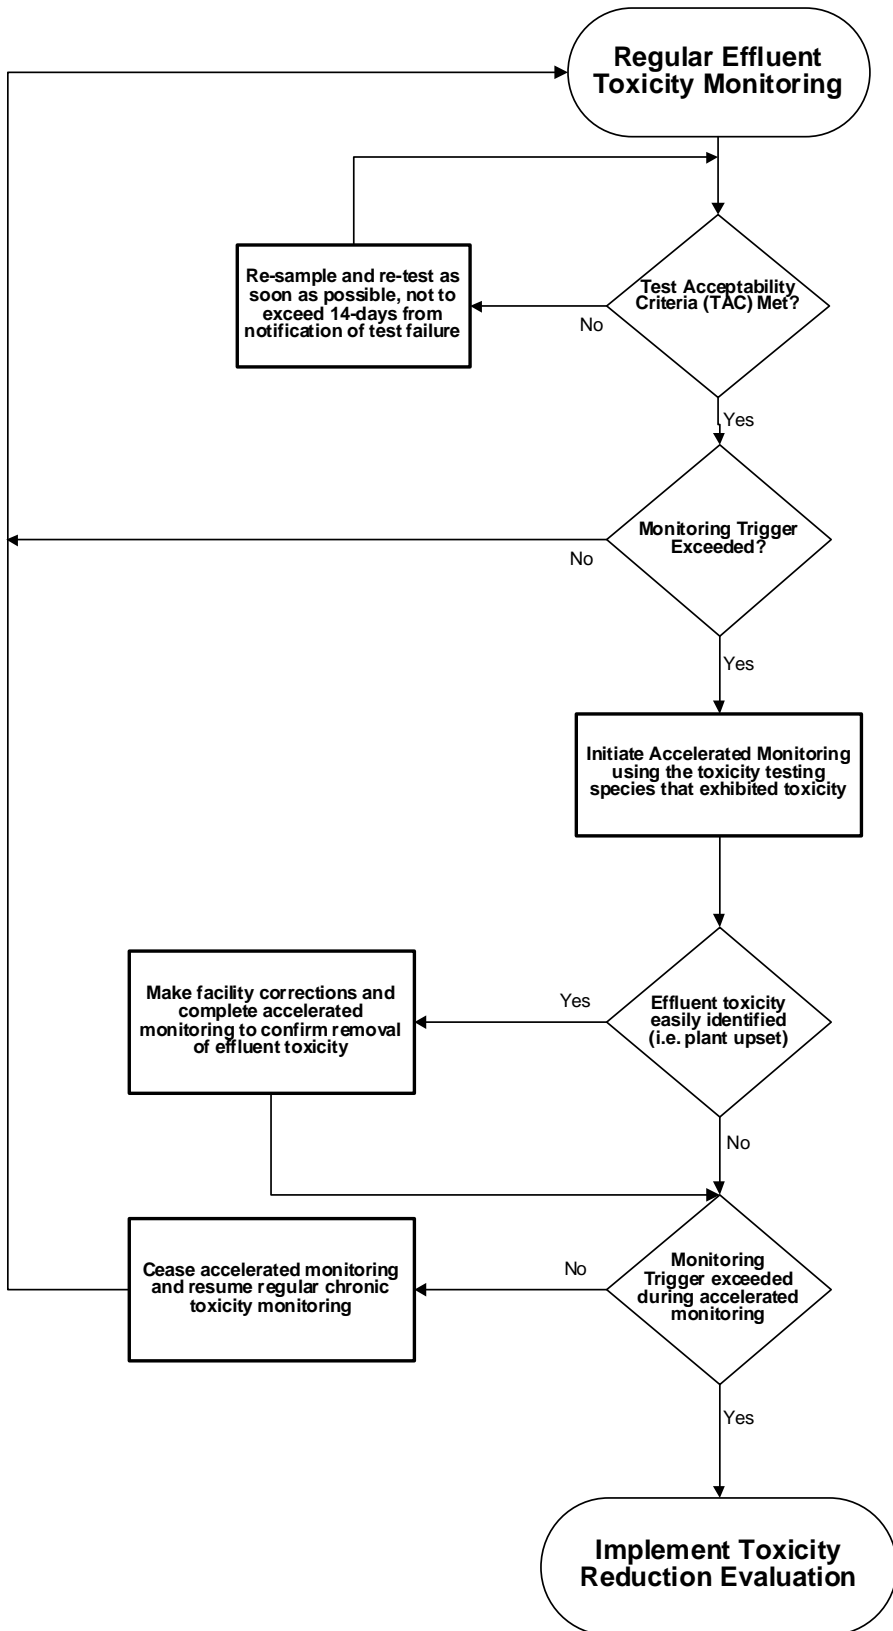 Regular Effluent
Toxicity Monitoring
Test Acceptability
Criteria (TAC) Met?
No
Re-sample and re-test as
soon as possible, not to
exceed 14-days from
notification of test failure
Yes
Monitoring Trigger
Exceeded?
No
Yes
Initiate Accelerated Monitoring
using the toxicity testing
species that exhibited toxicity
Effluent toxicity
easily identified
(i.e. plant upset)
Yes
Make facility corrections and
complete accelerated
monitoring to confirm removal
of effluent toxicity
No
Monitoring
Trigger exceeded
during accelerated
monitoring
No
Cease accelerated monitoring
and resume regular chronic
toxicity monitoring
Yes
Implement Toxicity
Reduction Evaluation